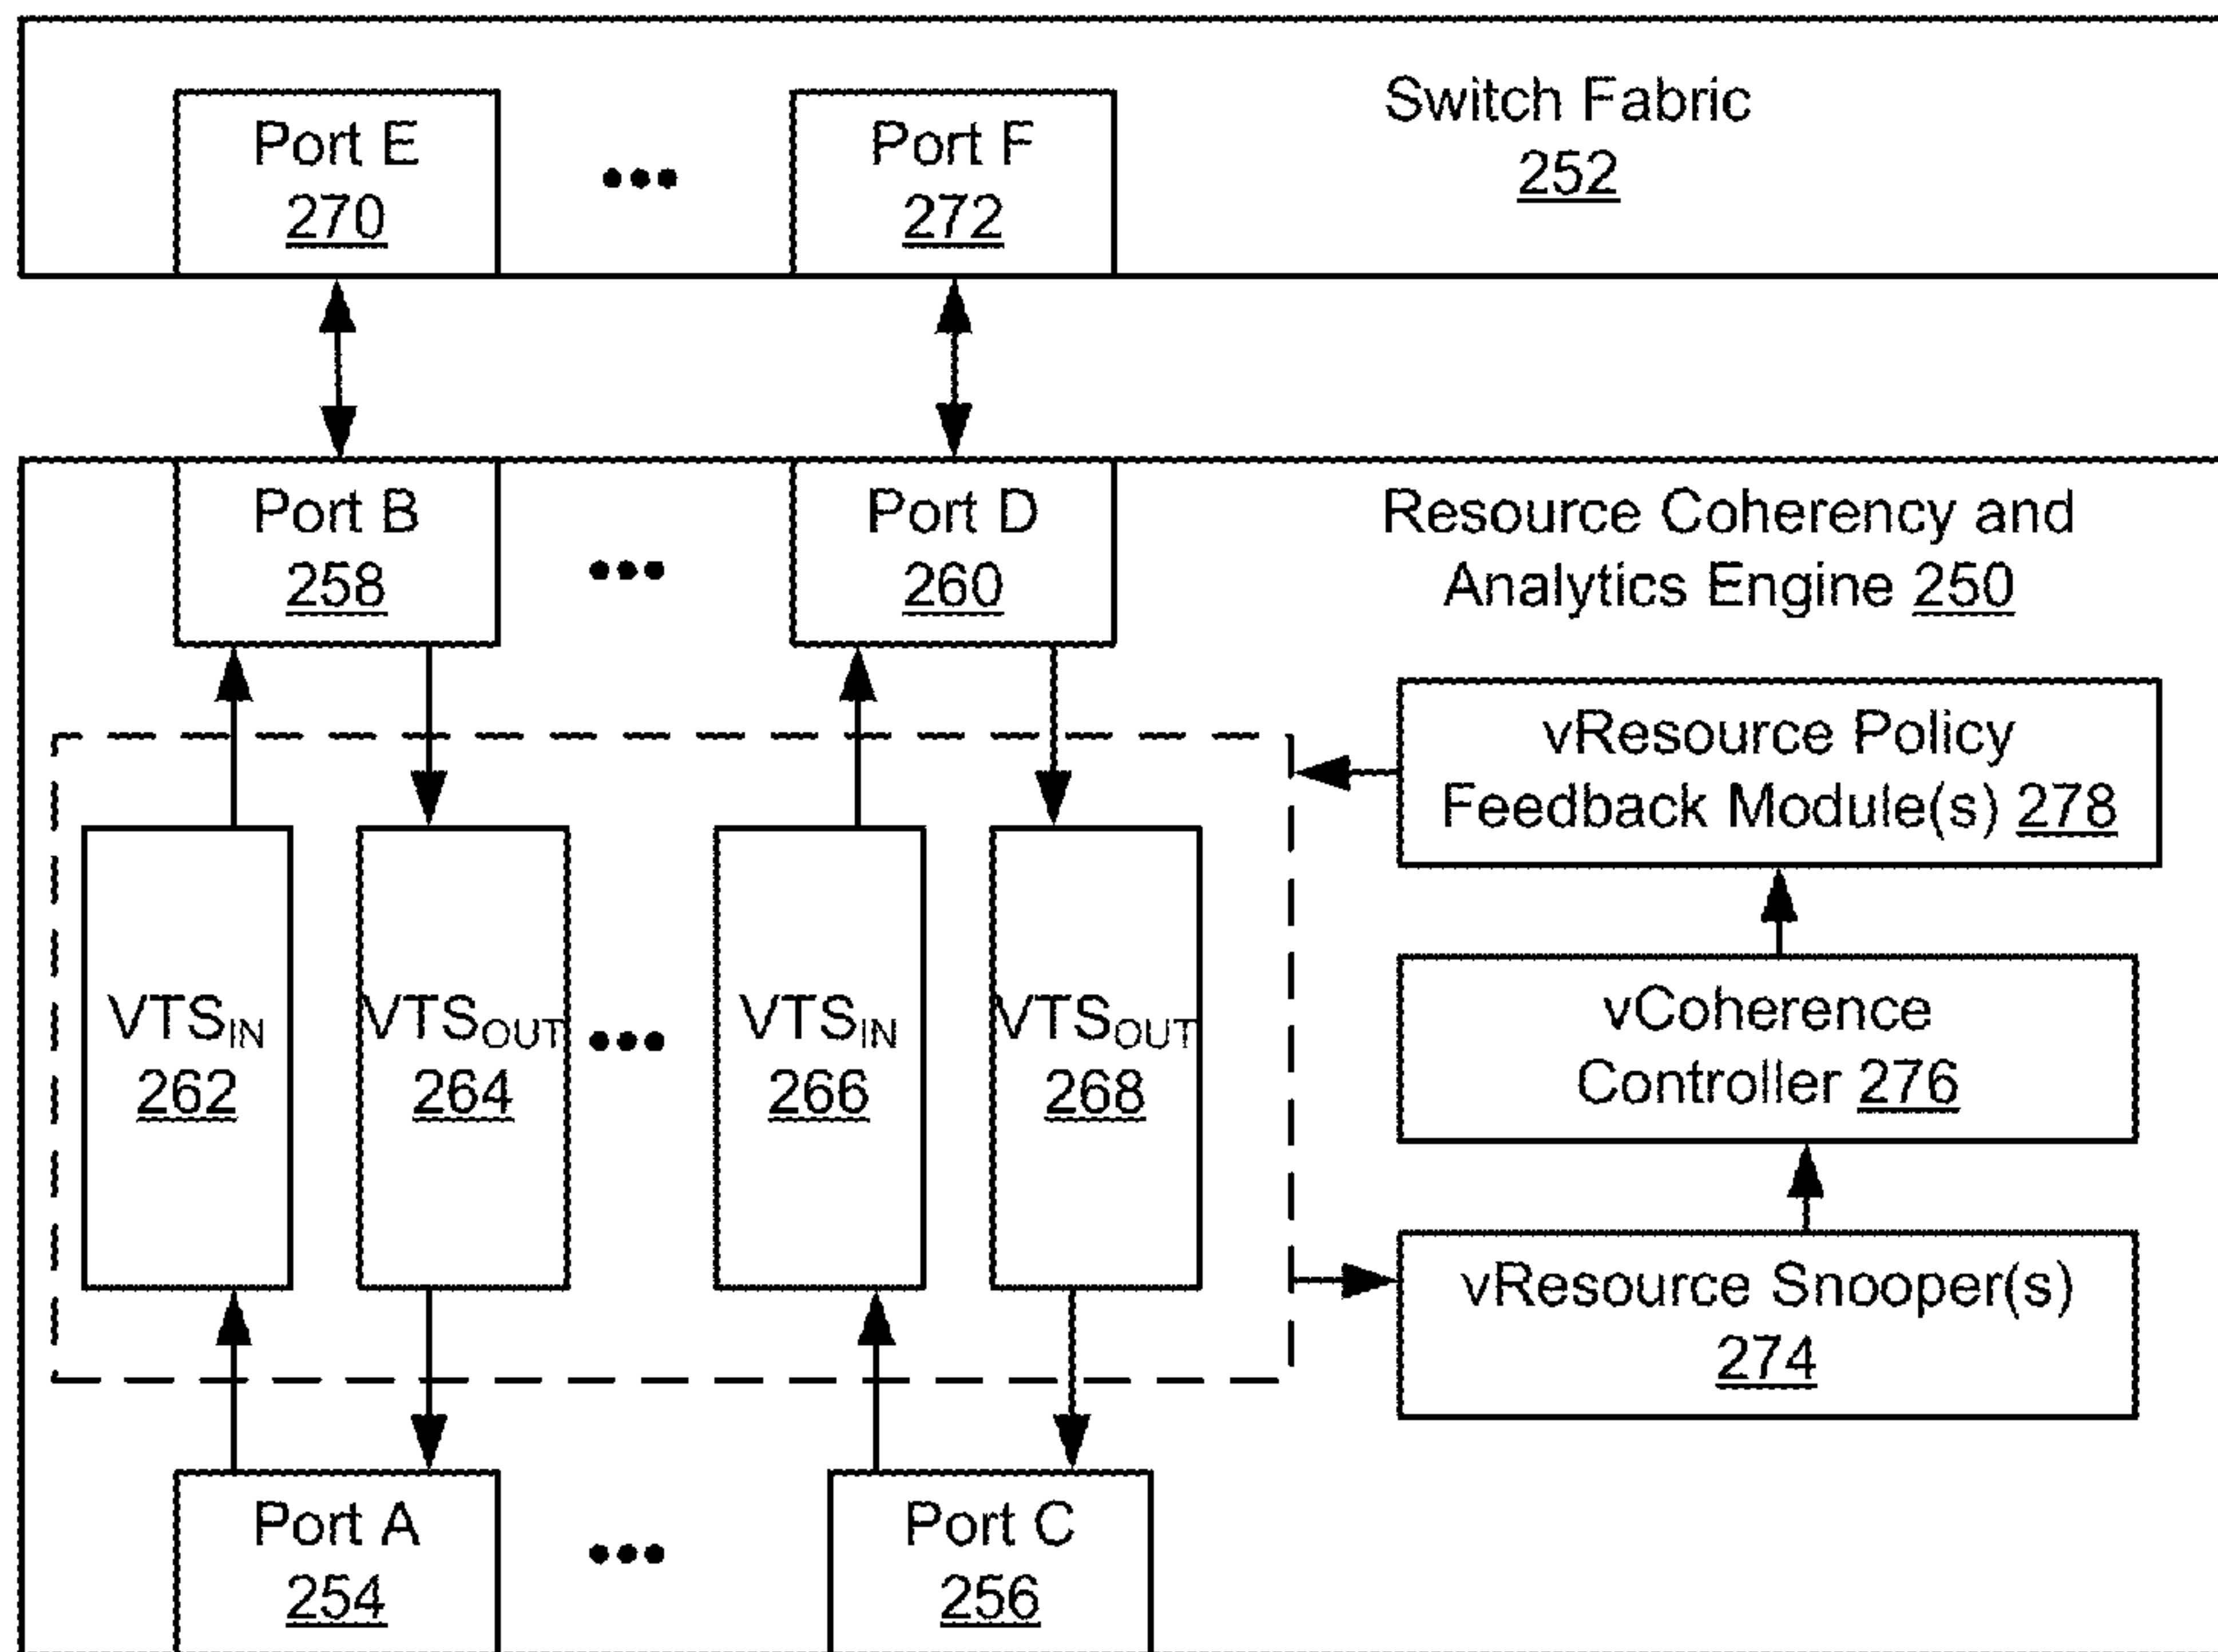 Switch Fabric
252
Port E
270
•••
Port F
272
Port B
258
•••
Port D
260
Resource Coherency and
Analytics Engine 250
vResource Policy
Feedback Module(s) 278
VTSIN
262
VTSOUT
264
•••
VTSIN
266
VTSOUT
268
vCoherence
Controller 276
vResource Snooper(s)
274
Port A
254
•••
Port C
256